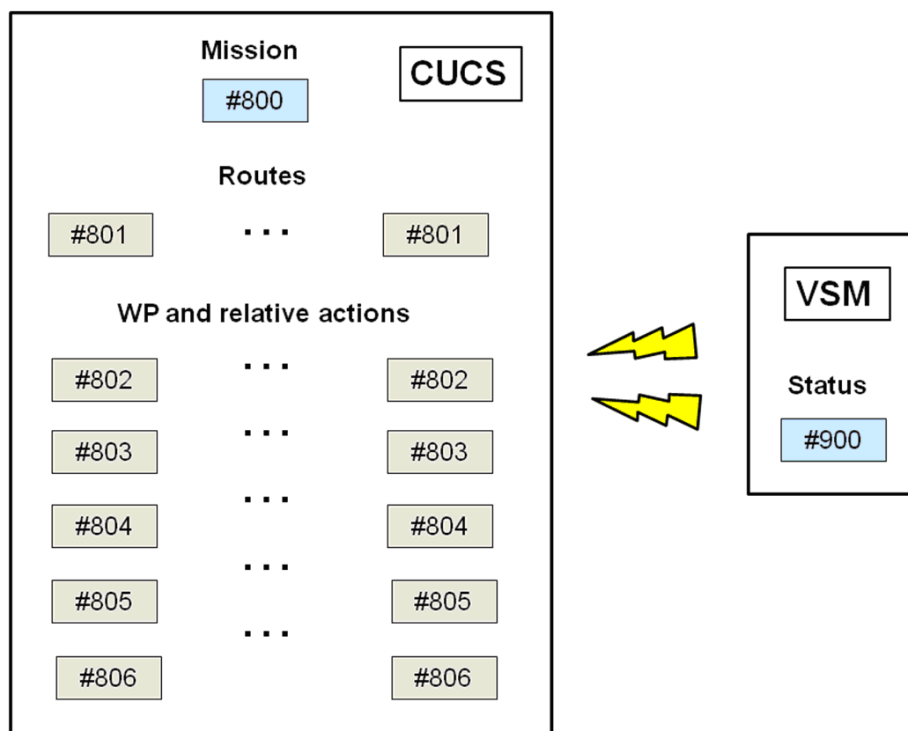 Mission
CUCS
#800
Routes
#801 ... #801
WP and relative actions
#802 ... #802
...
#803 #803
...
#804 #804
...
#805 #805
...
#806 #806
VSM
Status
#900